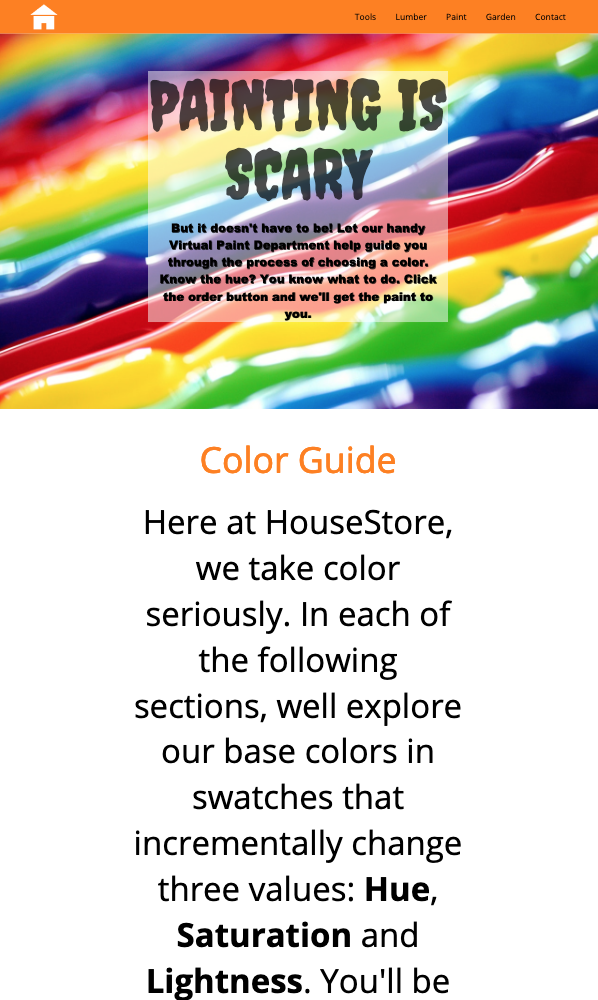 Tools Lumber Paint Garden Contact
PAINTING IS
SCARY
But it doesn't have to be! Let our handy
Virtual Paint Department help guide you
through the process of choosing a color.
Know the hue? You know what to do. Click
the order button and we'll get the paint to
you.
Color Guide
Here at HouseStore,
we take color
seriously. In each of
the following
sections, well explore
our base colors in
swatches that
incrementally change
three values: Hue,
Saturation and
Lightness. You'll be